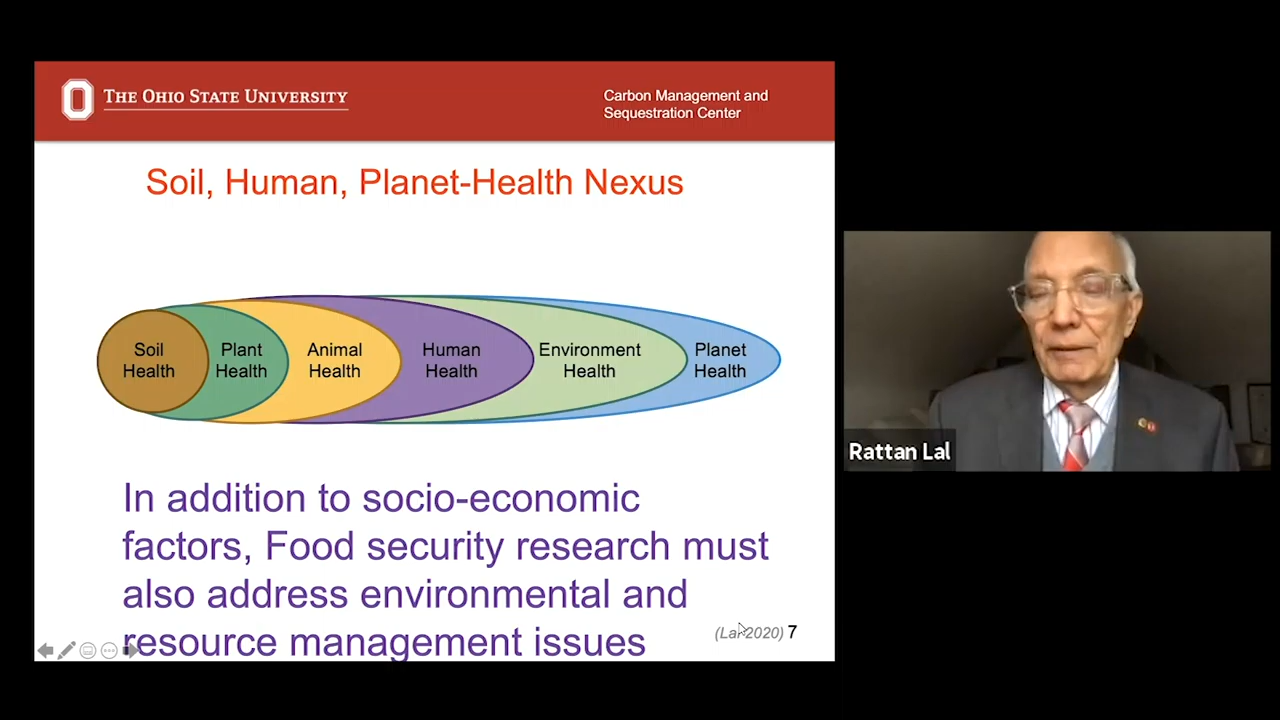 THE OHIO STATE UNIVERSITY
Carbon Management and
Sequestration Center
Soil, Human, Planet-Health Nexus
Soil
Health
Plant
Health
Animal
Health
Human
Health
Environment
Health
Planet
Health
In addition to socio-economic
factors, Food security research must
also address environmental and
resource management issues
(Lal 2020) 7
Rattan Lal